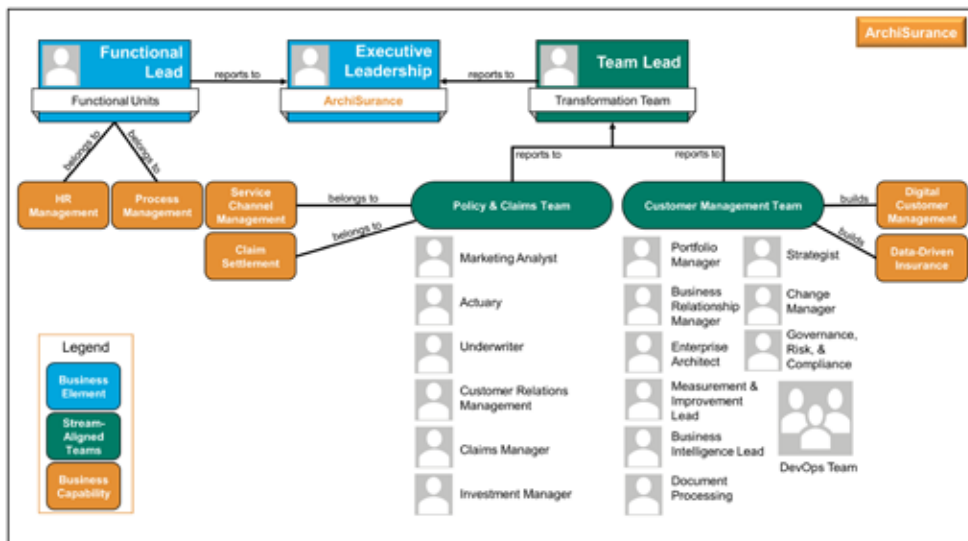 ArchiSurance
Functional
Lead
Functional Units
reports to
Executive
Leadership
ArchiSurance
reports to
Team Lead
Transformation Team
belongs to
belongs to
reports to
reports to
HR
Management
Process
Management
Service
Channel
Management
Claim
Settlement
belongs to
belongs to
Policy & Claims Team
Customer Management Team
builds
builds
Digital
Customer
Management
Data-Driven
Insurance
Marketing Analyst
Actuary
Underwriter
Customer Relations
Management
Claims Manager
Investment Manager
Portfolio
Manager
Business
Relationship
Manager
Enterprise
Architect
Measurement &
Improvement
Lead
Business
Intelligence Lead
Document
Processing
Strategist
Change
Manager
Governance,
Risk, &
Compliance
DevOps Team
Legend
Business
Element
Stream-
Aligned
Teams
Business
Capability